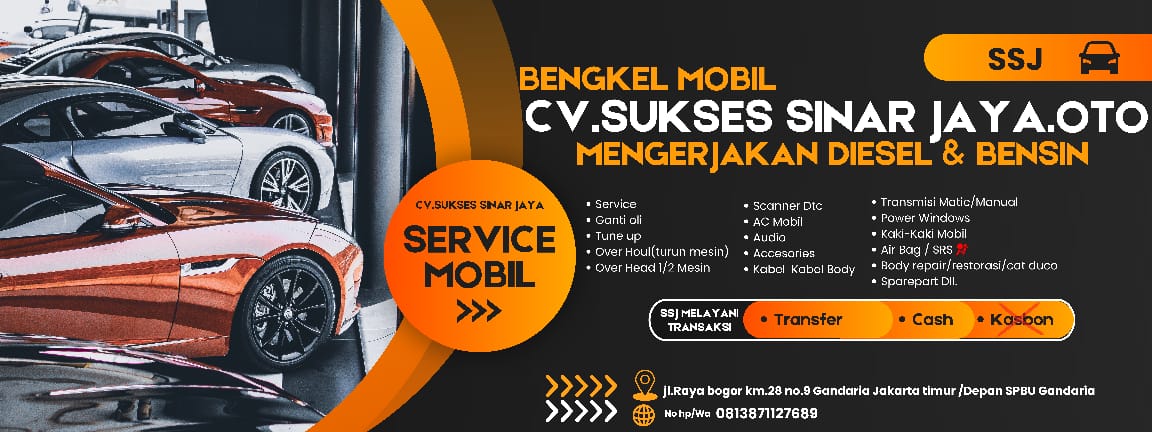 SSJ
BENGKEL MOBIL
CV.SUKSES SINAR JAYA.OTO
MENGERJAKAN DIESEL & BENSIN
CV.SUKSES SINAR JAYA
SERVICE
MOBIL
>>>
• Service
• Ganti oli
• Tune up
• Over Houl(turun mesin)
• Over Head 1/2 Mesin
• Scanner Dtc
• AC Mobil
• Audio
• Accesories
• Kabel Kabel Body
• Transmisi Matic/Manual
• Power Windows
• Kaki-Kaki Mobil
• Air Bag / SRS
• Body repair/restorasi/cat duco
• Sparepart Dll.
SSJ MELAYANI
TRANSAKSI
• Transfer
• Cash
• Kasbon
jl.Raya bogor km.28 no.9 Gandaria Jakarta timur /Depan SPBU Gandaria
No hp/Wa 0813871127689